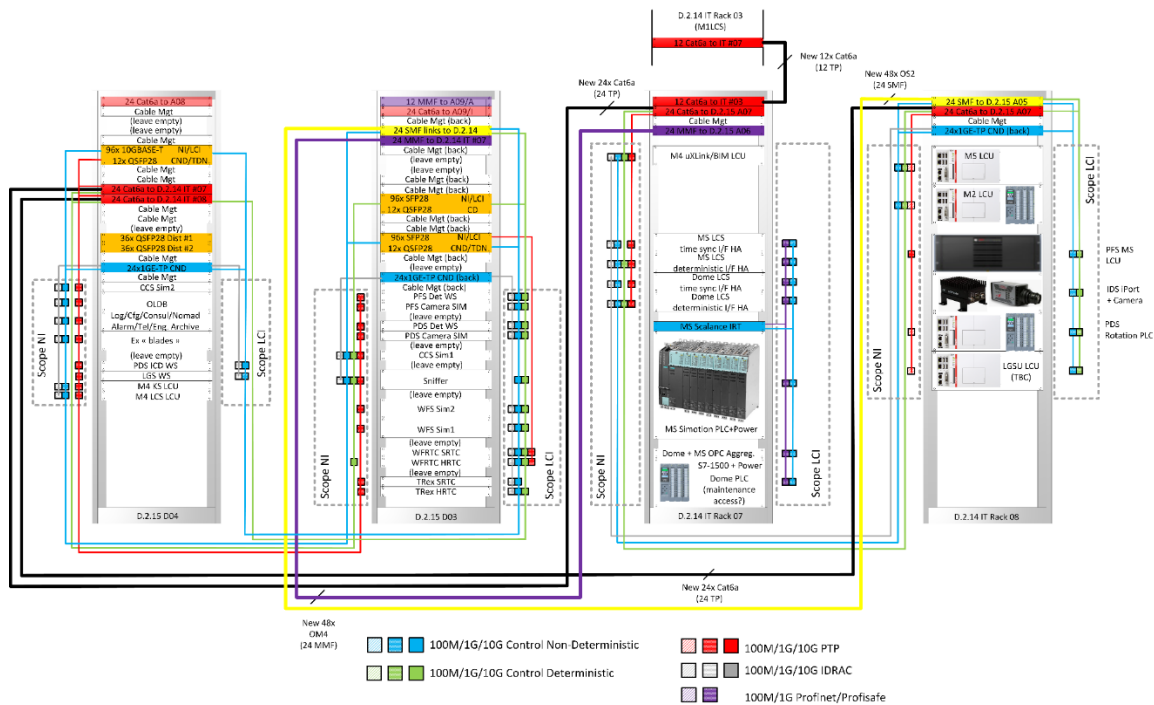 D.2.14 IT Rack 03
(M1LCS)
12 Cat6a to IT #07
New 12x Cat6a
(12 TP)
New 24x Cat6a
(24 TP)
New 48x OS2
(24 SMF)
24 Cat6a to A08
Cable Mgt
(leave empty)
(leave empty)
Cable Mgt
96x 10GBASE-T NI/LCI
12x QSFP28 CND/TDN
Cable Mgt
Cable Mgt
24 Cat6a to D.2.14 IT #07
24 Cat6a to D.2.14 IT #08
Cable Mgt
Cable Mgt
(leave empty)
36x QSFP28 Dist #1
36x QSFP28 Dist #2
Cable Mgt
24x1GE-TP CND
Cable Mgt
CCS Sim2
OLDB
Log/Cfg/Consul/Nomad
Alarm/Tel/Eng. Archive
Ex « blades »
(leave empty)
PDS ICD WS
LGS WS
M4 KS LCU
M4 LCS LCU
Scope NI
Scope LCI
D.2.15 D04
12 MMF to A09/A
24 Cat6a to A09/I
Cable Mgt (back)
24 SMF links to D.2.14
24 MMF to D.2.14 IT #07
Cable Mgt (back)
(leave empty)
(leave empty)
Cable Mgt (back)
Cable Mgt (back)
96x SFP28 NI/LCI
12x QSFP28 CD
Cable Mgt (back)
Cable Mgt (back)
96x SFP28 NI/LCI
12x QSFP28 CND/TDN
Cable Mgt (back)
(leave empty)
24x1GE-TP CND (back)
Cable Mgt (back)
PFS Det WS
PFS Camera SIM
(leave empty)
PDS Det WS
PDS Camera SIM
(leave empty)
CCS Sim1
(leave empty)
Sniffer
(leave empty)
WFS Sim2
WFS Sim1
(leave empty)
WFRTC SRTC
WFRTC HRTC
(leave empty)
TRex SRTC
TRex HRTC
Scope NI
Scope LCI
D.2.15 D03
12 Cat6a to IT #03
24 Cat6a to D.2.15 A07
Cable Mgt
24 MMF to D.2.15 A06
M4 uXLink/BIM LCU
MS LCS
time sync I/F HA
MS LCS
deterministic I/F HA
Dome LCS
time sync I/F HA
Dome LCS
deterministic I/F HA
MS Scalance IRT
MS Simotion PLC+Power
Dome + MS OPC Aggreg.
S7-1500 + Power
Dome PLC
(maintenance
access?)
Scope NI
Scope LCI
D.2.14 IT Rack 07
24 SMF to D.2.15 A05
24 Cat6a to D.2.15 A07
Cable Mgt
24x1GE-TP CND (back)
M5 LCU
M2 LCU
PFS MS
LCU
IDS iPort
+ Camera
PDS
Rotation PLC
LGSU LCU
(TBC)
Scope NI
Scope LCI
D.2.14 IT Rack 08
New 24x Cat6a
(24 TP)
New 48x
OM4
(24 MMF)
100M/1G/10G Control Non-Deterministic
100M/1G/10G Control Deterministic
100M/1G/10G PTP
100M/1G/10G IDRAC
100M/1G Profinet/Profisafe